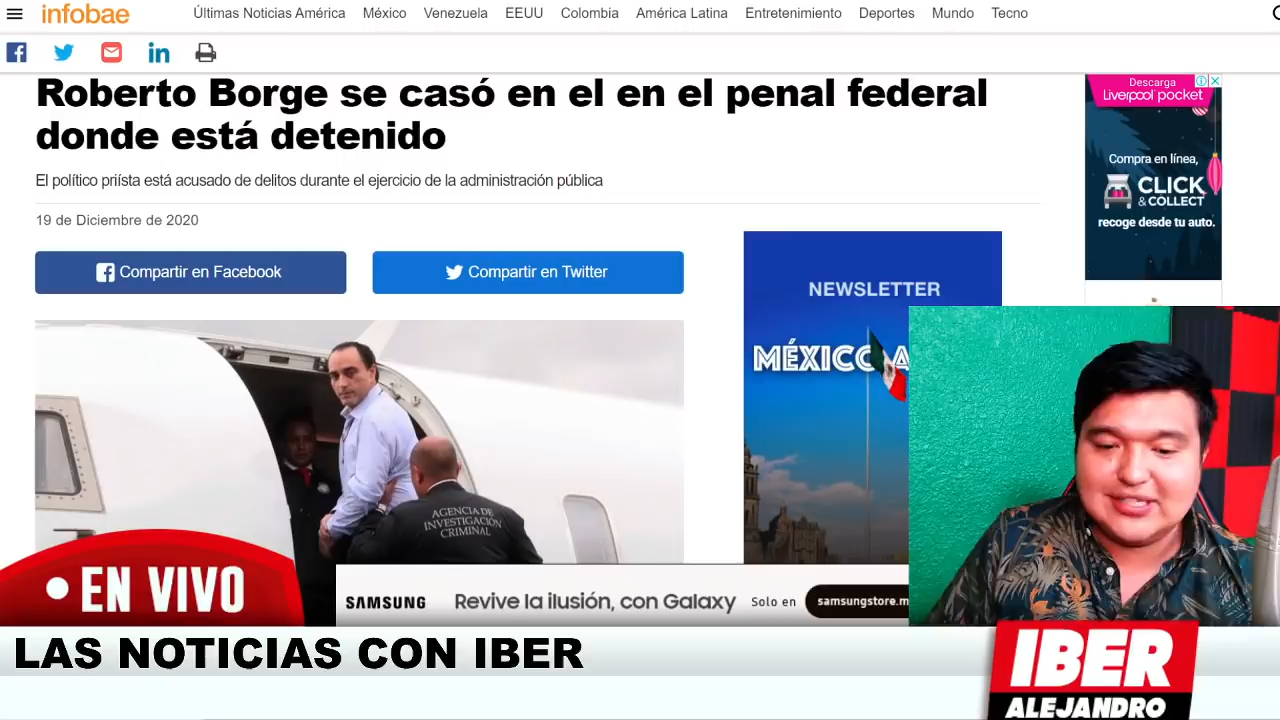 infobae
Últimas Noticias América México Venezuela EEUU Colombia América Latina Entretenimiento Deportes Mundo Tecno
Roberto Borge se casó en el en el penal federal
donde está detenido
El político priísta está acusado de delitos durante el ejercicio de la administración pública
19 de Diciembre de 2020
Compartir en Facebook
Compartir en Twitter
Descarga
Liverpool pocket
Compra en línea,
CLICK
& COLLECT
recoge desde tu auto.
NEWSLETTER
MÉXICO A
AGENCIA DE
INVESTIGACIÓN
CRIMINAL
EN VIVO
SAMSUNG
Revive la ilusión, con Galaxy
Solo en
samsungstore.m
LAS NOTICIAS CON IBER
IBER
ALEJANDRO